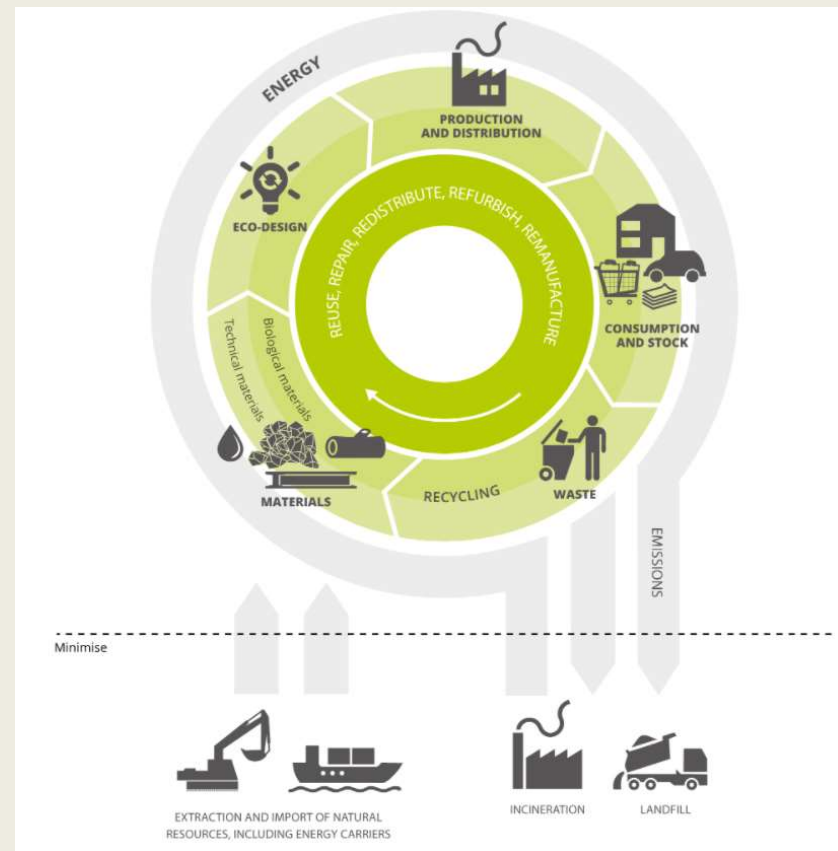 ENERGY
PRODUCTION
AND DISTRIBUTION
ECO-DESIGN
REUSE, REPAIR, REDISTRIBUTE, REFURBISH, REMANUFACTURE
CONSUMPTION
AND STOCK
Technical materials
Biological materials
MATERIALS
RECYCLING
WASTE
EMISSIONS
Minimise
EXTRACTION AND IMPORT OF NATURAL
RESOURCES, INCLUDING ENERGY CARRIERS
INCINERATION
LANDFILL